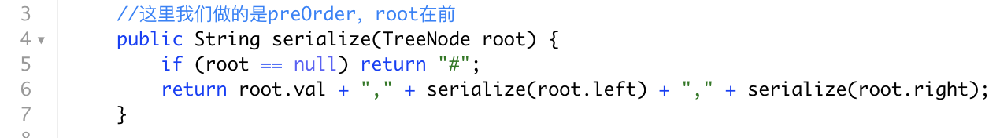 3 //这里我们做的是preOrder，root在前
4 ▾ public String serialize(TreeNode root) {
5 if (root == null) return "#";
6 return root.val + "," + serialize(root.left) + "," + serialize(root.right);
7 }
8